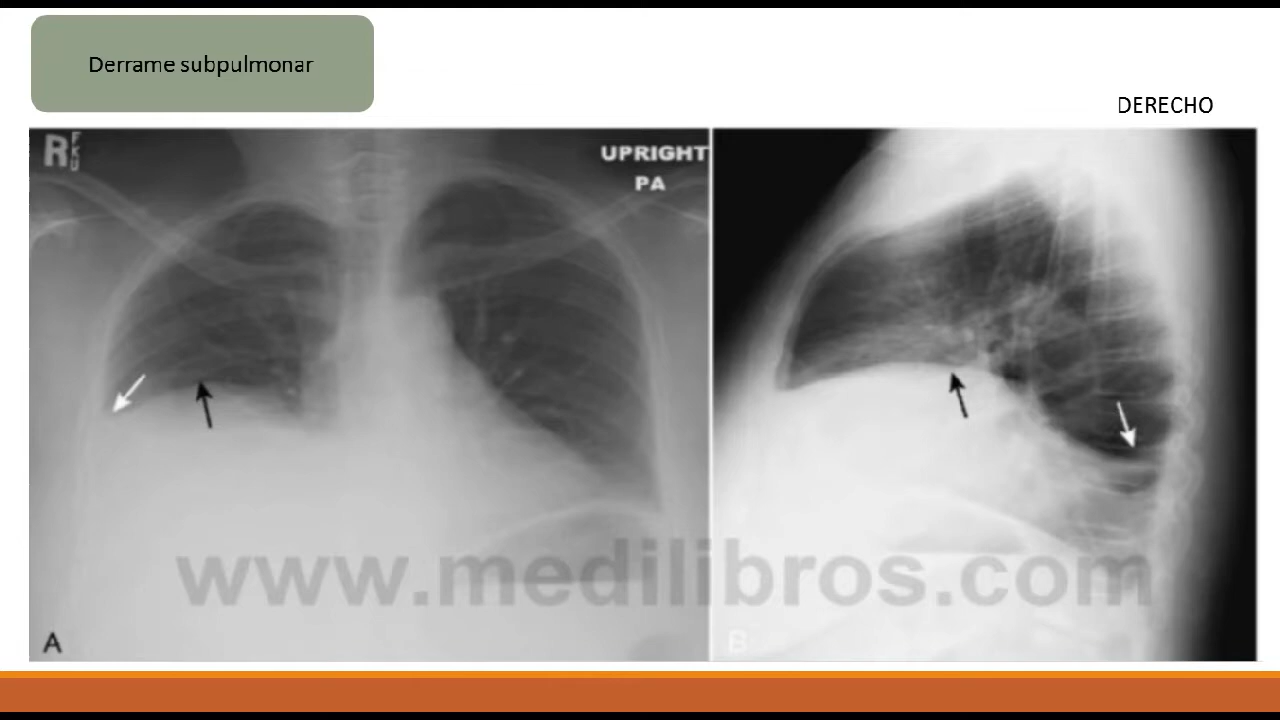 Derrame subpulmonar
DERECHO
R
UPRIGHT
PA
www.medilibros.com
A
B